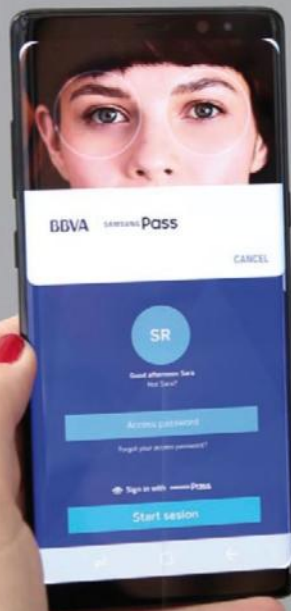 BBVA SAMSUNG Pass
CANCEL
SR
Good afternoon Sara
Not Sara?
Access password
Forgot your access password?
Sign in with SAMSUNG Pass
Start sesion